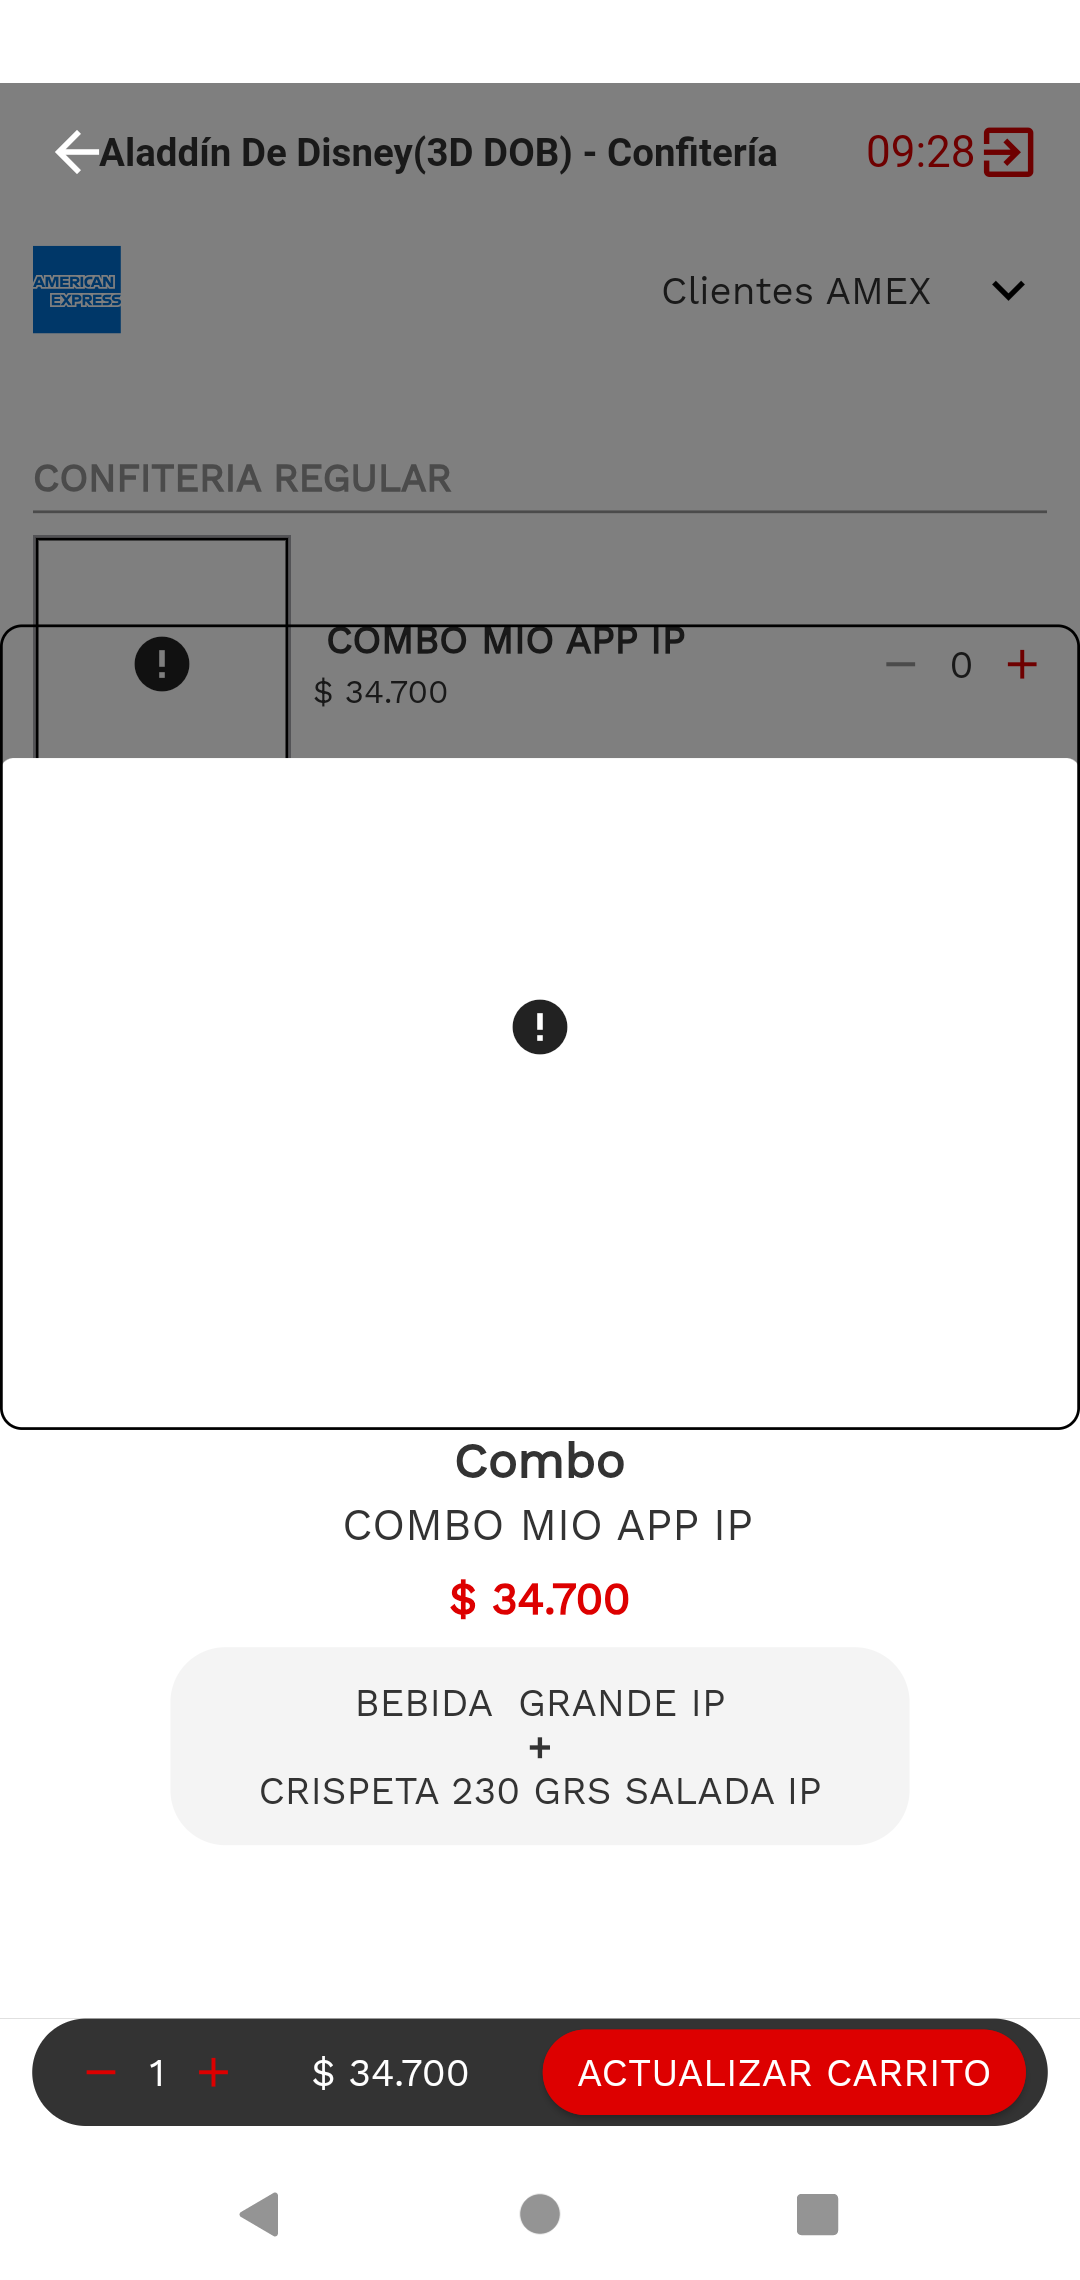 Aladdín De Disney(3D DOB) - Confitería
09:28
AMERICAN
EXPRESS
Clientes AMEX
CONFITERIA REGULAR
COMBO MIO APP IP
$ 34.700
0
Combo
COMBO MIO APP IP
$ 34.700
BEBIDA  GRANDE IP
+
CRISPETA 230 GRS SALADA IP
1
$ 34.700
ACTUALIZAR CARRITO